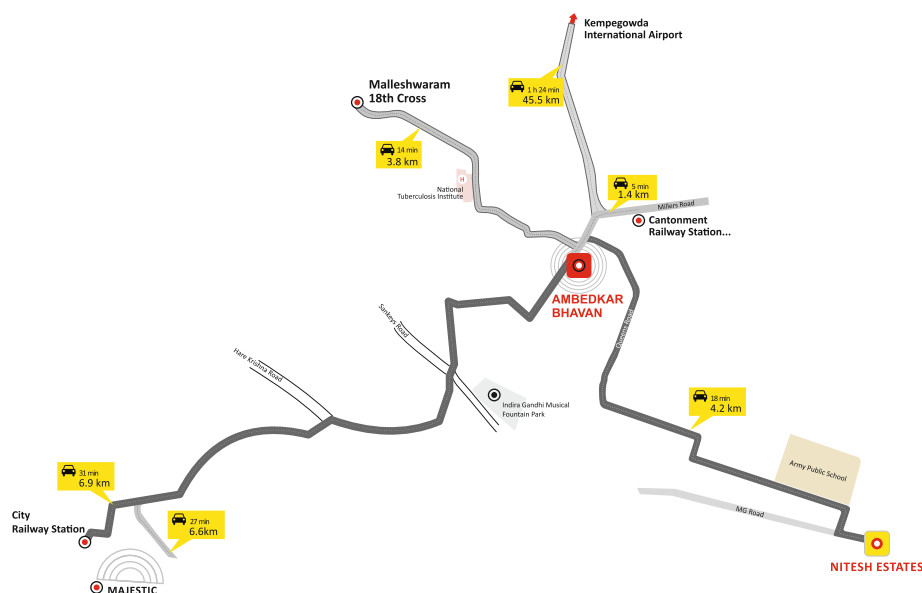 Kempegowda
International Airport
Malleshwaram
18th Cross
1 h 24 min
45.5 km
14 min
3.8 km
H
National
Tuberculosis Institute
5 min
1.4 km
Millers Road
Cantonment
Railway Station...
AMBEDKAR
BHAVAN
Sankeys Road
Queens Road
Hare Krishna Road
Indira Gandhi Musical
Fountain Park
18 min
4.2 km
Army Public School
31 min
6.9 km
27 min
6.6km
MG Road
City
Railway Station
NITESH ESTATES
MAJESTIC